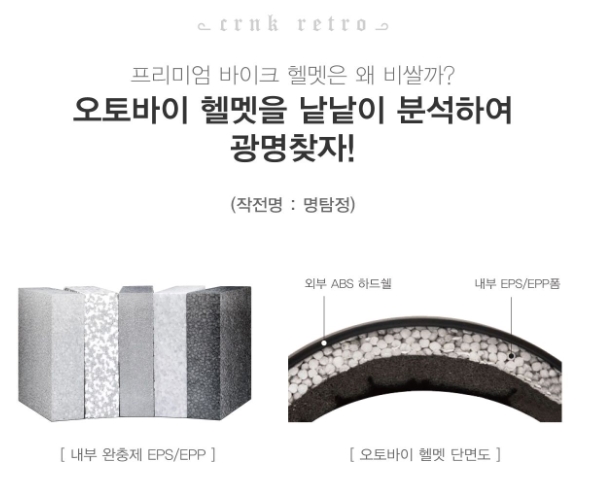 crnk retro
프리미엄 바이크 헬멧은 왜 비쌀까?
오토바이 헬멧을 낱낱이 분석하여
광명찾자!
(작전명 : 명탐정)
외부 ABS 하드쉘
내부 EPS/EPP폼
[ 내부 완충제 EPS/EPP ]
[ 오토바이 헬멧 단면도 ]